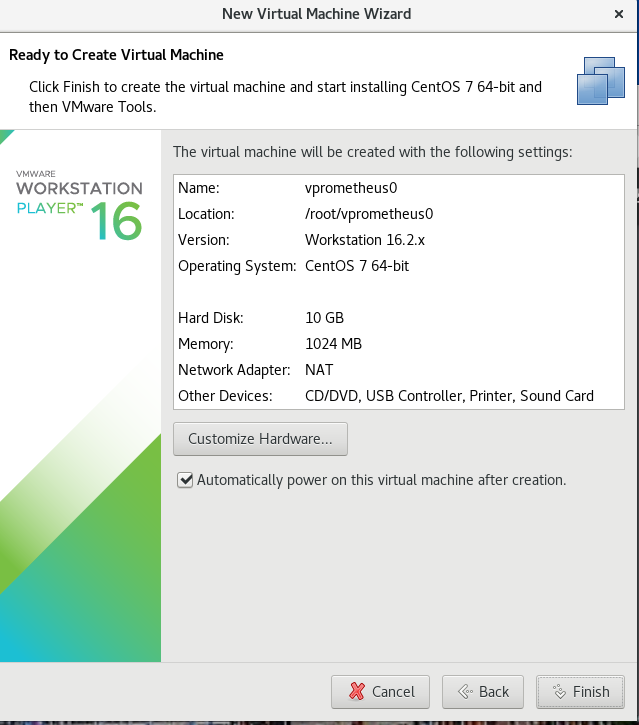 New Virtual Machine Wizard
Ready to Create Virtual Machine
Click Finish to create the virtual machine and start installing CentOS 7 64-bit and
then VMware Tools.
VMWARE
WORKSTATION
PLAYER™ 16
The virtual machine will be created with the following settings:
Name: vprometheus0
Location: /root/vprometheus0
Version: Workstation 16.2.x
Operating System: CentOS 7 64-bit
Hard Disk: 10 GB
Memory: 1024 MB
Network Adapter: NAT
Other Devices: CD/DVD, USB Controller, Printer, Sound Card
Customize Hardware...
Automatically power on this virtual machine after creation.
Cancel Back Finish